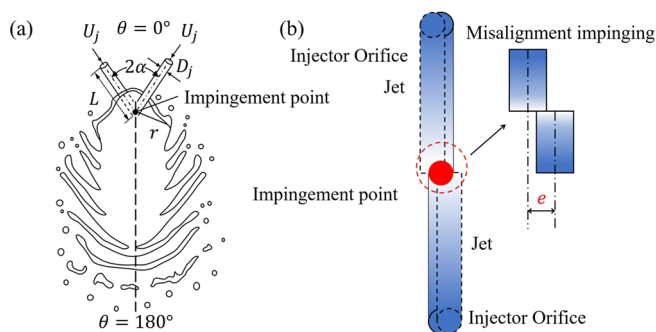 (a)
U_j θ = 0° U_j
2α
D_j
L
Impingement point
r
θ = 180°
(b)
Injector Orifice
Jet
Misalignment impinging
Impingement point
e
Jet
Injector Orifice